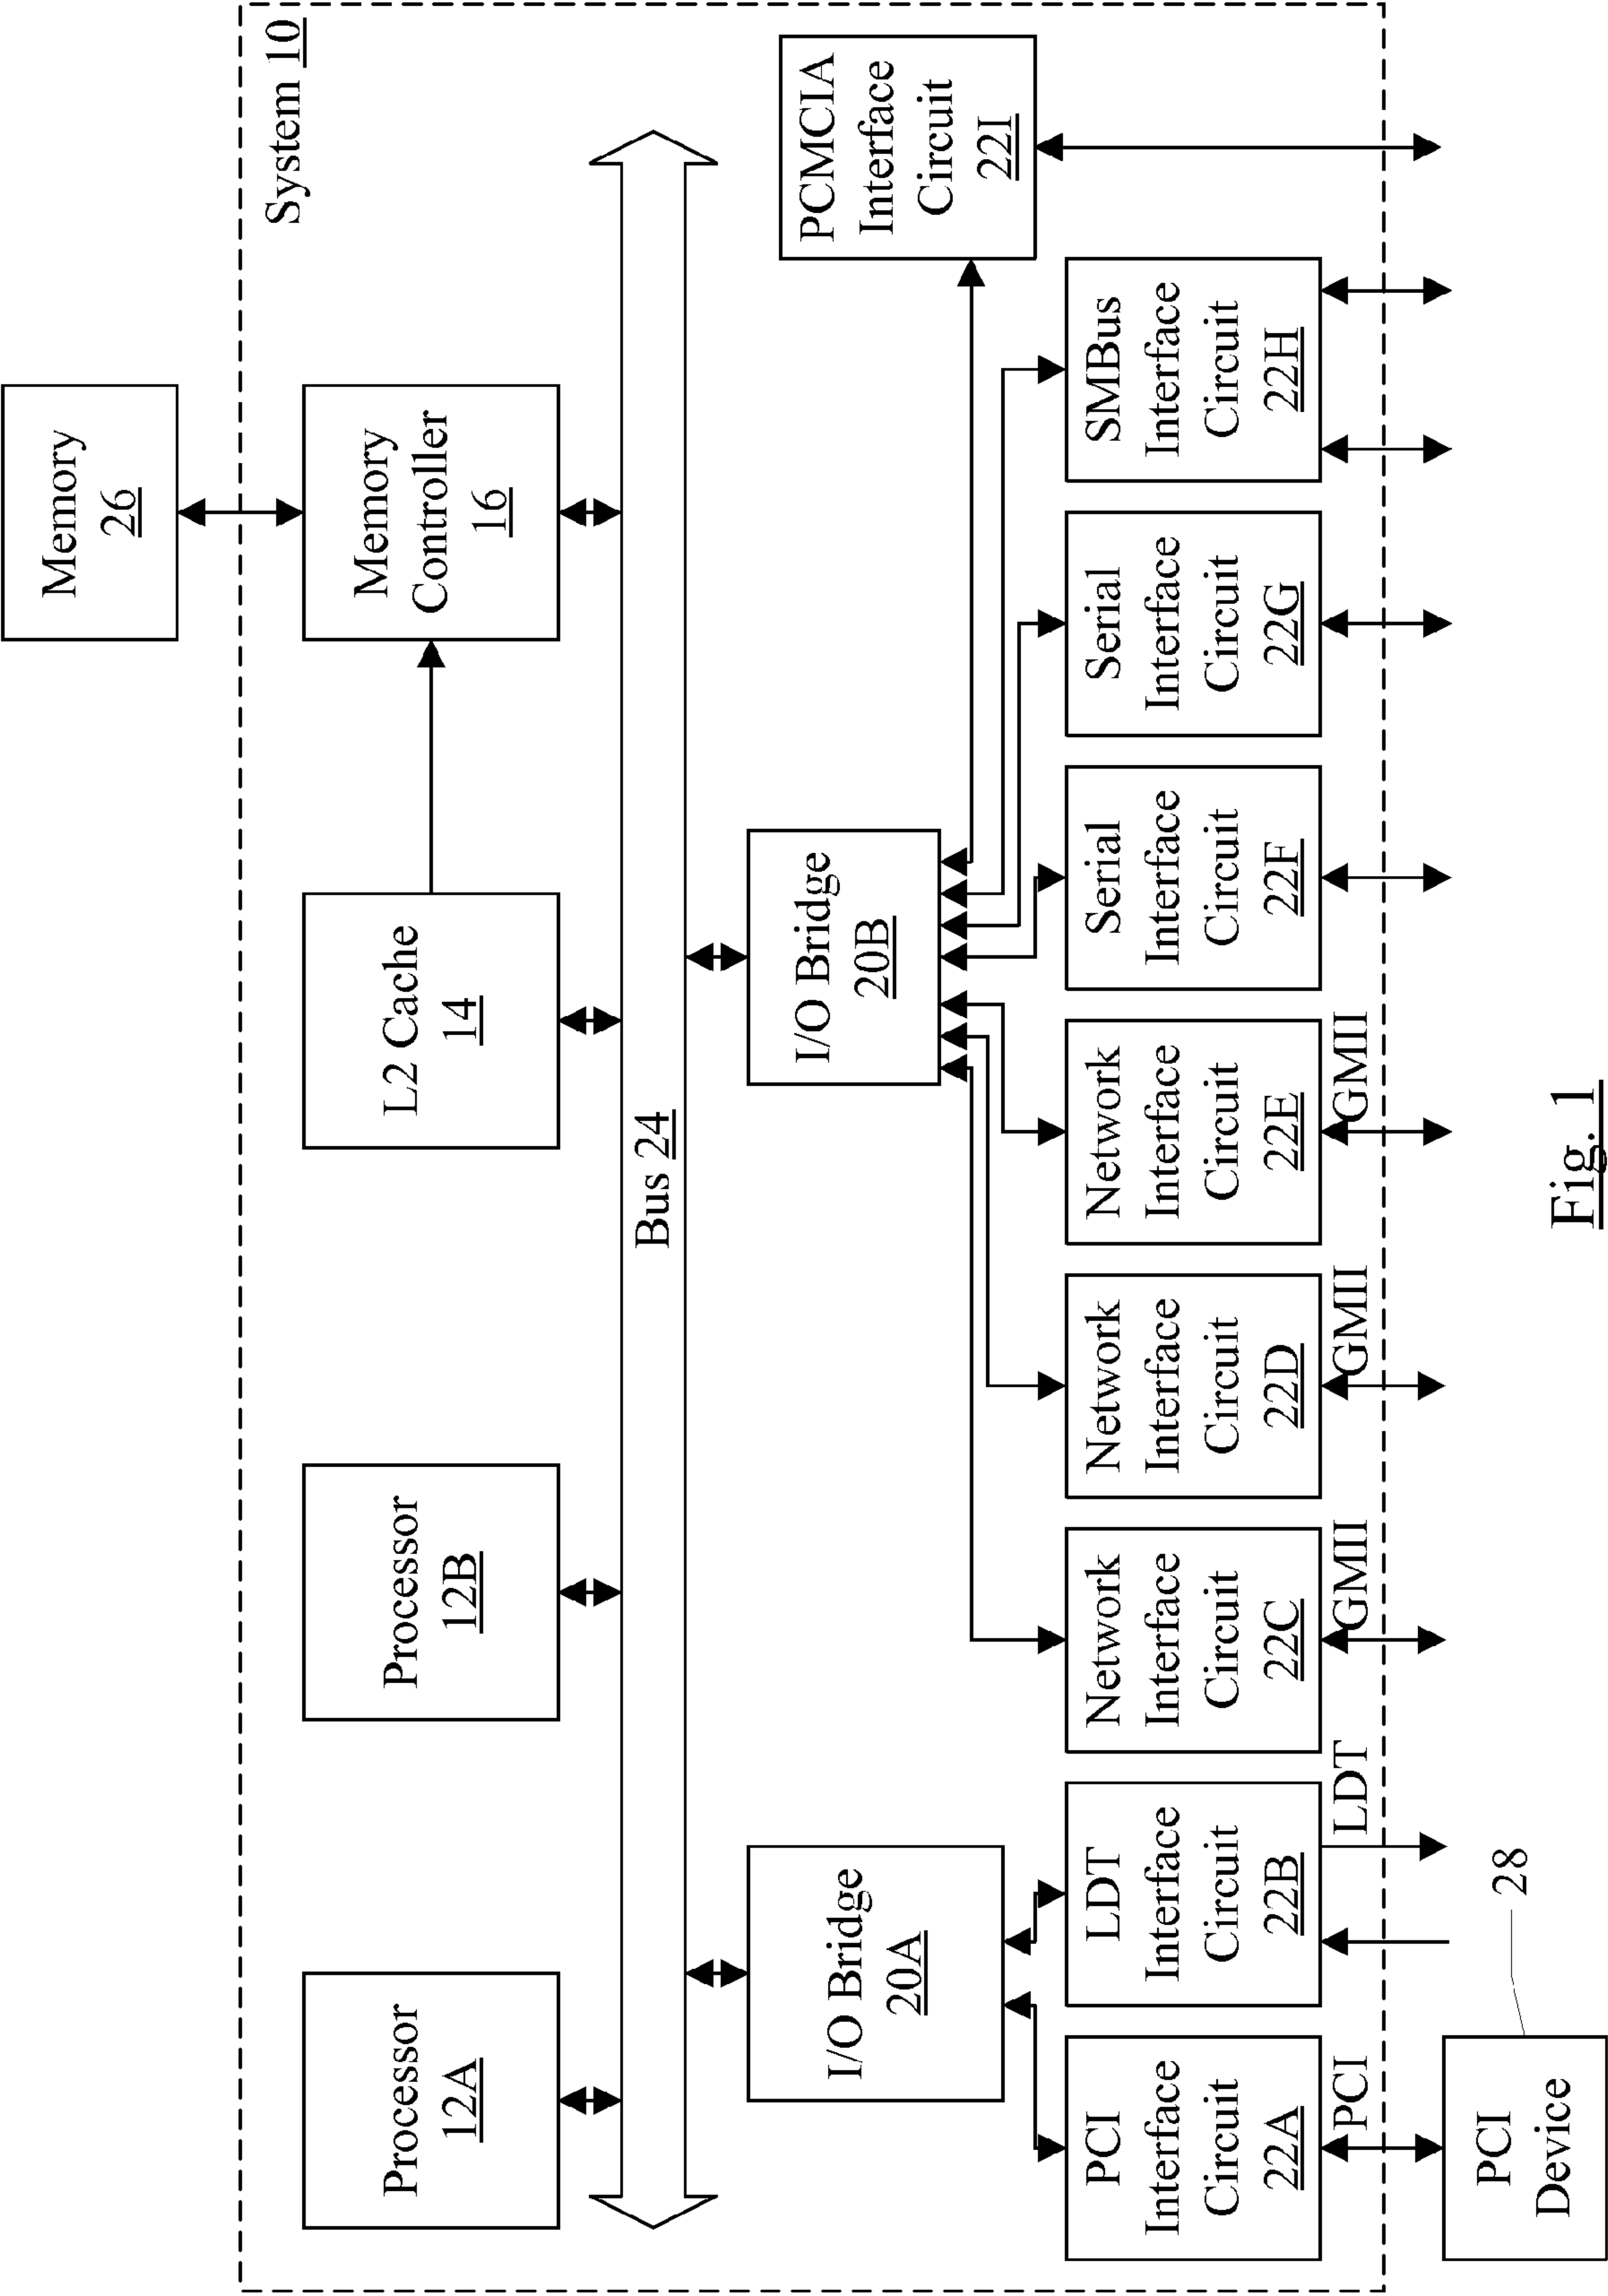 Memory
26
System 10
Processor
12A
Processor
12B
L2 Cache
14
Memory
Controller
16
Bus 24
I/O Bridge
20A
I/O Bridge
20B
PCMCIA
Interface
Circuit
22I
PCI
Interface
Circuit
22A
LDT
Interface
Circuit
22B
Network
Interface
Circuit
22C
Network
Interface
Circuit
22D
Network
Interface
Circuit
22E
Serial
Interface
Circuit
22F
Serial
Interface
Circuit
22G
SMBus
Interface
Circuit
22H
PCI
LDT
GMII
GMII
GMII
PCI
Device
28
Fig. 1